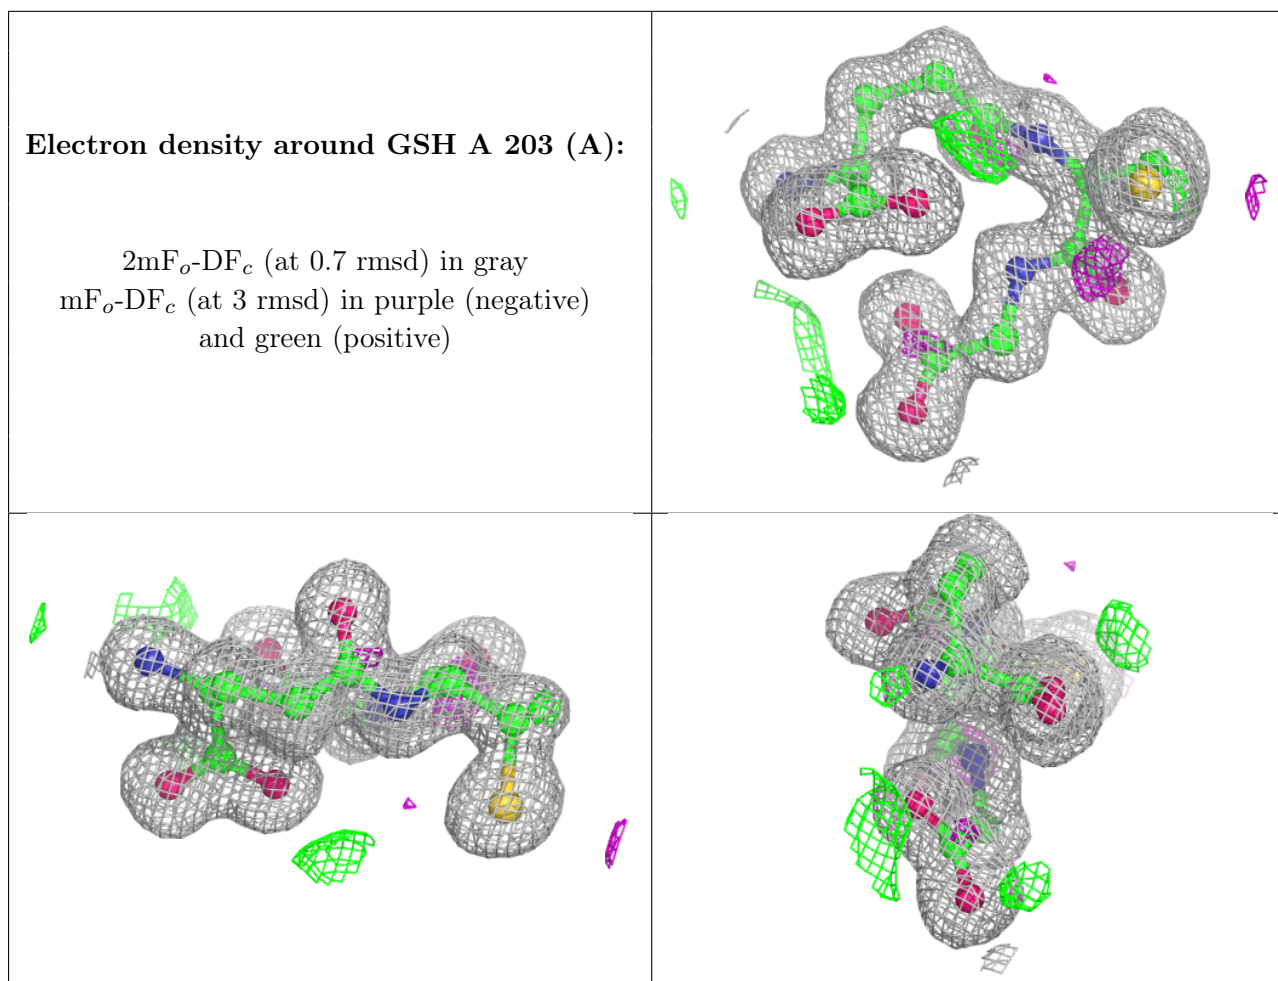 Electron density around GSH A 203 (A):
2mFo-DFc (at 0.7 rmsd) in gray
mFo-DFc (at 3 rmsd) in purple (negative)
and green (positive)